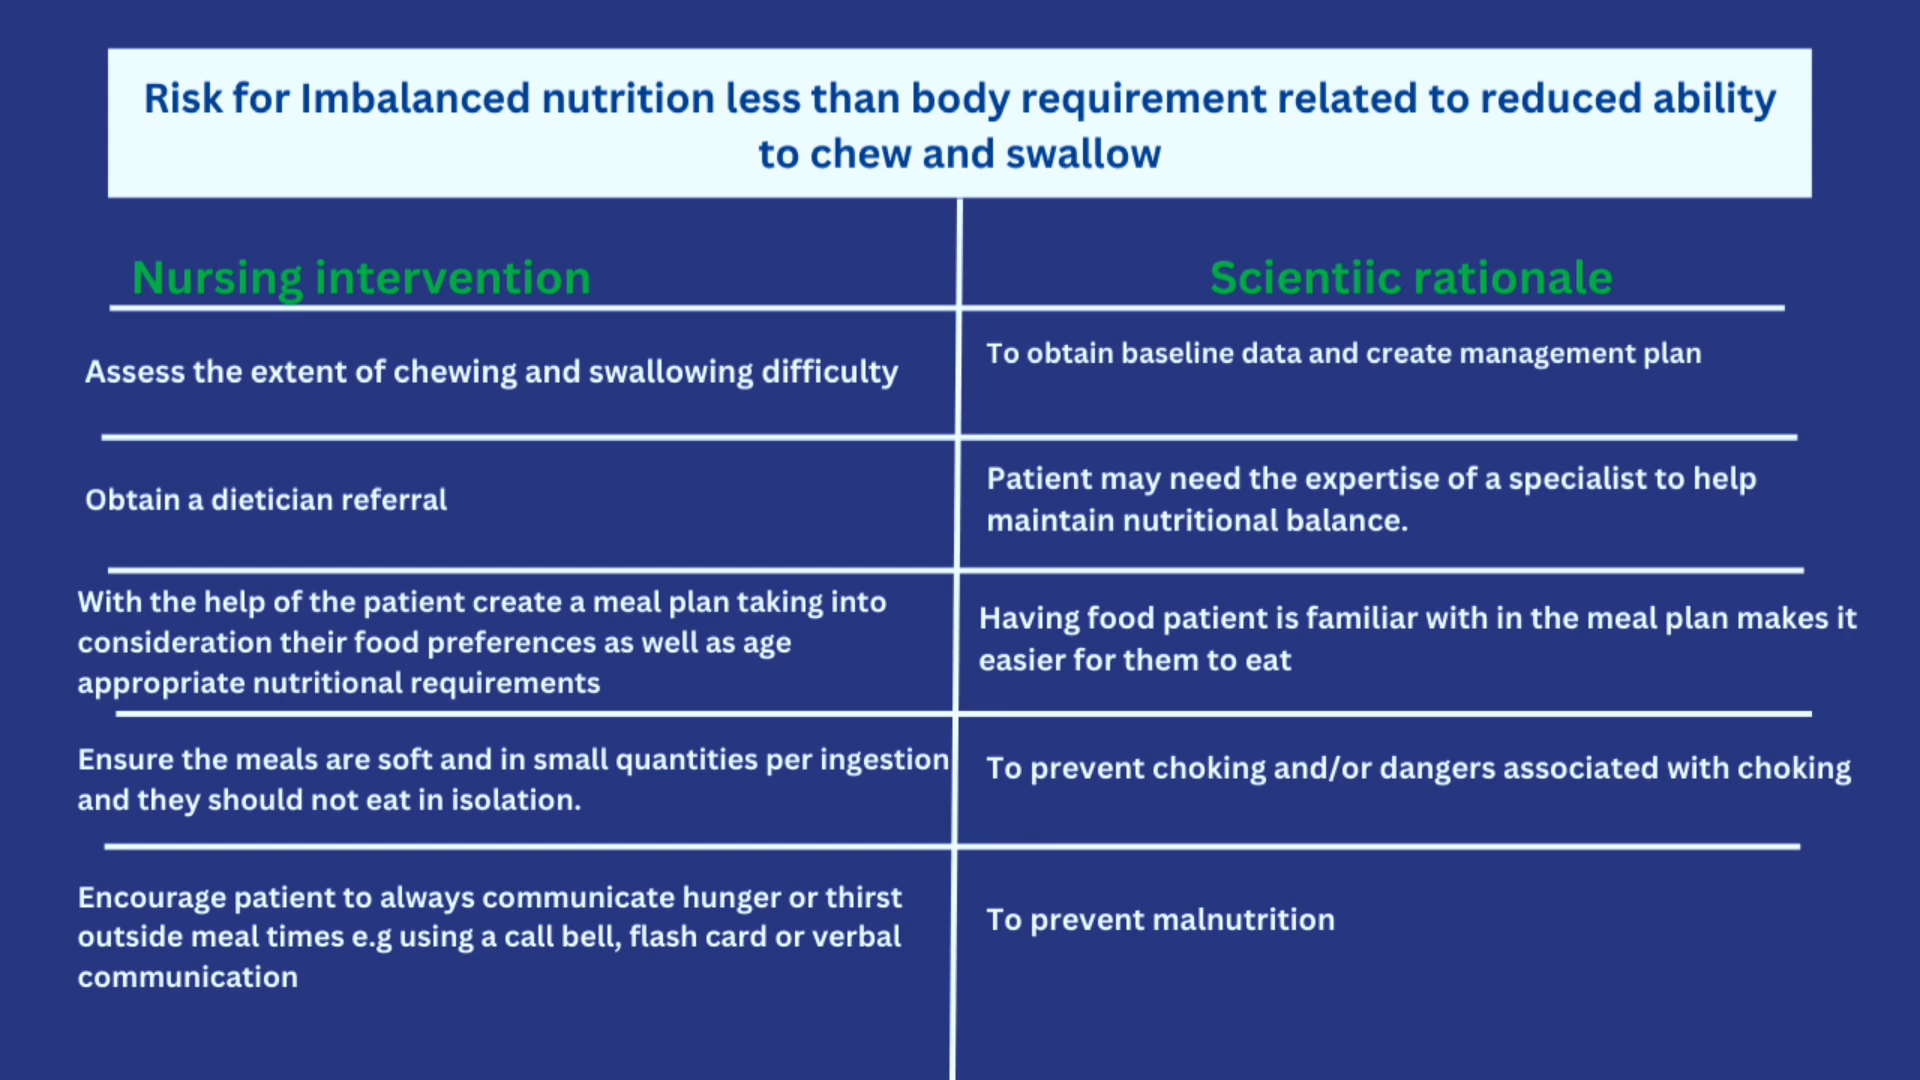 Risk for Imbalanced nutrition less than body requirement related to reduced ability
to chew and swallow
Nursing intervention
Scientiic rationale
Assess the extent of chewing and swallowing difficulty
To obtain baseline data and create management plan
Obtain a dietician referral
Patient may need the expertise of a specialist to help
maintain nutritional balance.
With the help of the patient create a meal plan taking into
consideration their food preferences as well as age
appropriate nutritional requirements
Having food patient is familiar with in the meal plan makes it
easier for them to eat
Ensure the meals are soft and in small quantities per ingestion
and they should not eat in isolation.
To prevent choking and/or dangers associated with choking
Encourage patient to always communicate hunger or thirst
outside meal times e.g using a call bell, flash card or verbal
communication
To prevent malnutrition